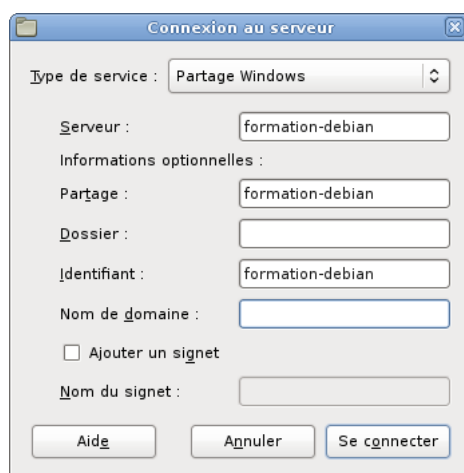 Connexion au serveur
Type de service : Partage Windows
Serveur : formation-debian
Informations optionnelles :
Partage : formation-debian
Dossier :
Identifiant : formation-debian
Nom de domaine :
Ajouter un signet
Nom du signet :
Aide Annuler Se connecter